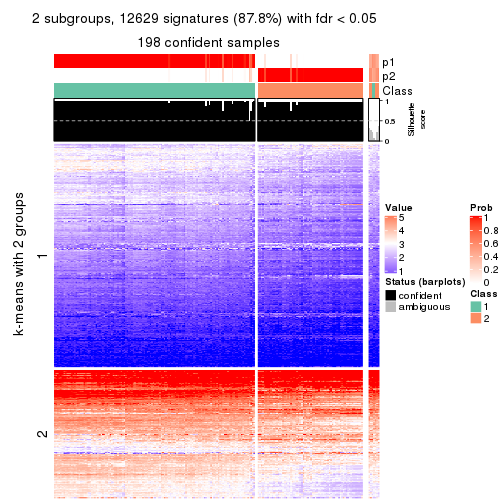 2 subgroups, 12629 signatures (87.8%) with fdr < 0.05
198 confident samples
p1
p2
Class
1
0.5
0
Silhouette
score
k-means with 2 groups
1
2
Value
5
4
3
2
1
Status (barplots)
confident
ambiguous
Prob
1
0.8
0.6
0.4
0.2
0
Class
1
2